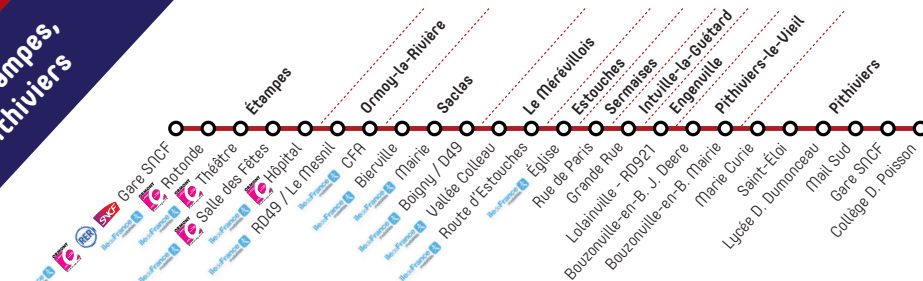 Étampes
Ormoy-la-Rivière
Saclas
Le Mérévillois
Estouches
Sermaises
Intville-la-Guétard
Engenville
Pithiviers-le-Vieil
Pithiviers
Gare SNCF
Rotonde
Théêtre
Salle des Fêtes
Hôpital
RD49 / Le Mesnil
CFA
Bierville
Mairie
Boigny / D49
Vallée Colleau
Route d'Estouches
Église
Rue de Paris
Grande Rue
Lolainville - RD921
Bouzonville-en-B. J. Deere
Bouzonville-en-B. Mairie
Marie Curie
Saint-Éloi
Lycée D. Dumonceau
Mail Sud
Gare SNCF
Collège D. Poisson
SNCF
RER